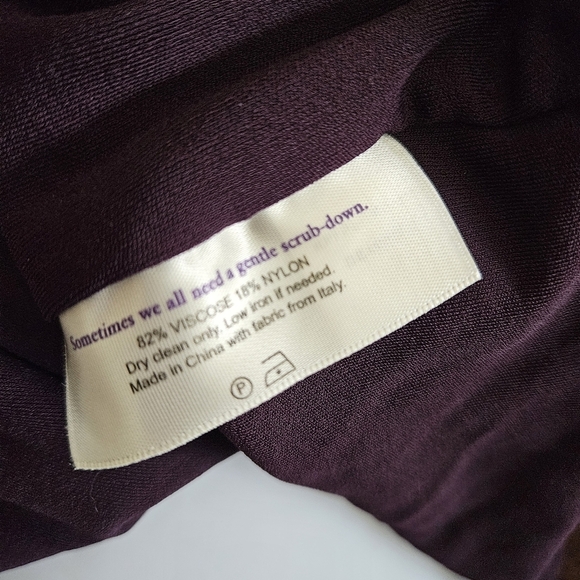 Sometimes we all need a gentle scrub-down.
82% VISCOSE 18% NYLON
Dry clean only. Low iron if needed.
Made in China with fabric from Italy.
P